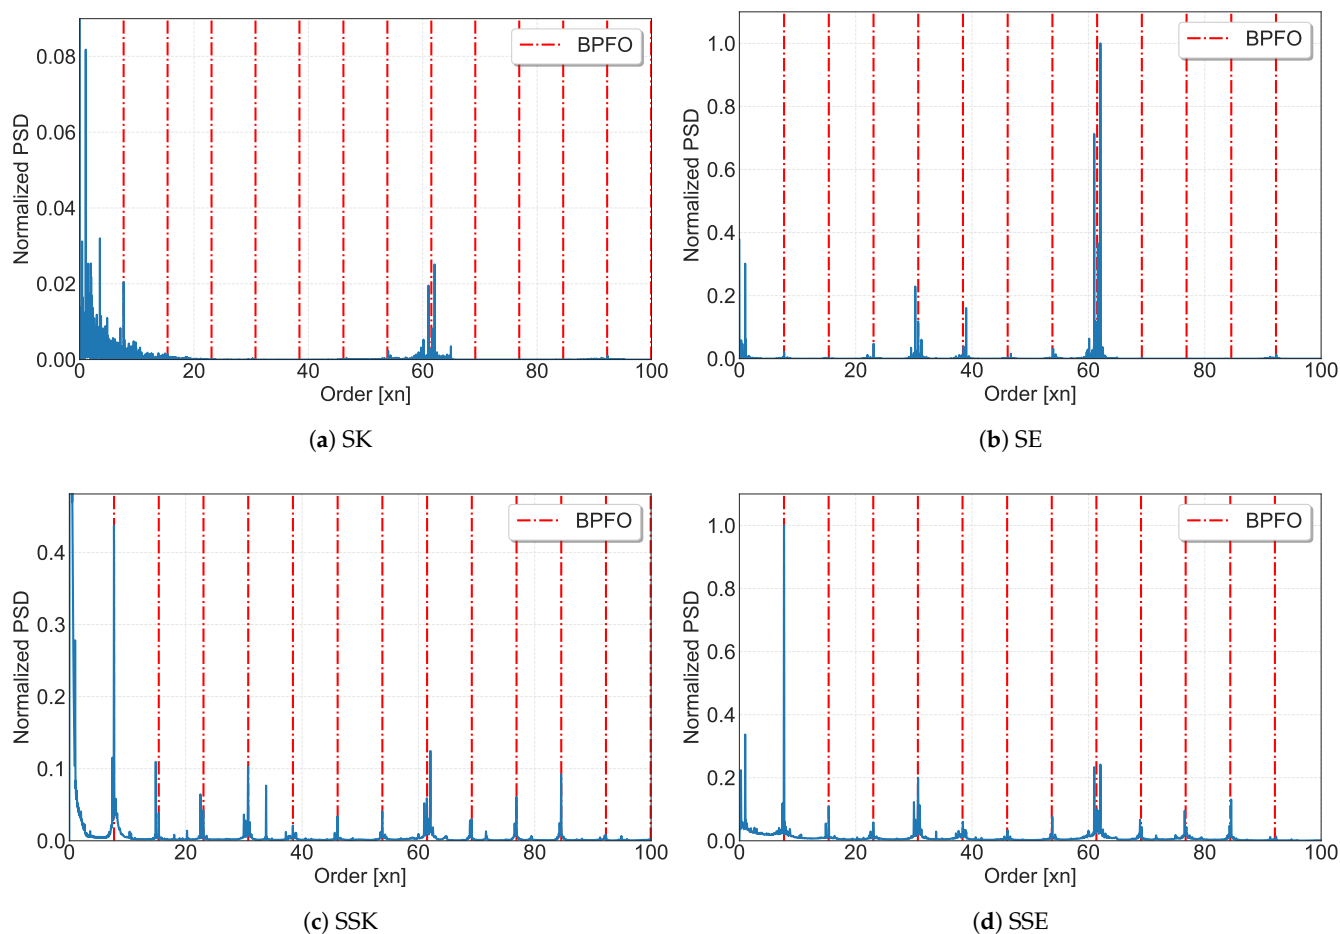 BPFO
Normalized PSD
0.08
0.06
0.04
0.02
0.00
0 20 40 60 80 100
Order [xn]
(a) SK
BPFO
Normalized PSD
1.0
0.8
0.6
0.4
0.2
0.0
0 20 40 60 80 100
Order [xn]
(b) SE
BPFO
Normalized PSD
0.4
0.3
0.2
0.1
0.0
0 20 40 60 80 100
Order [xn]
(c) SSK
BPFO
Normalized PSD
1.0
0.8
0.6
0.4
0.2
0.0
0 20 40 60 80 100
Order [xn]
(d) SSE